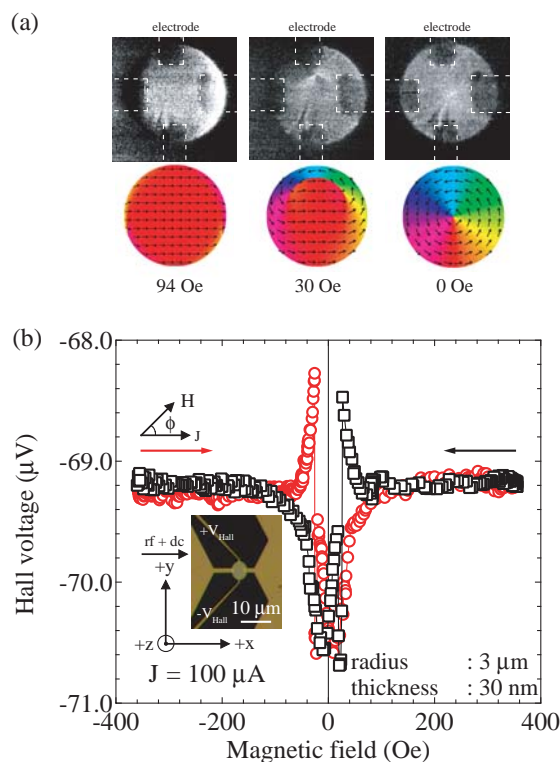 (a)
electrode electrode electrode
94 Oe 30 Oe 0 Oe
(b)
-68.0
-69.0
-70.0
-71.0
Hall voltage (μV)
H
ϕ
J
+V_Hall
rf + dc
+y
-V_Hall
10 μm
+z
+x
J = 100 μA
radius : 3 μm
thickness : 30 nm
-400 -200 0 200 400
Magnetic field (Oe)